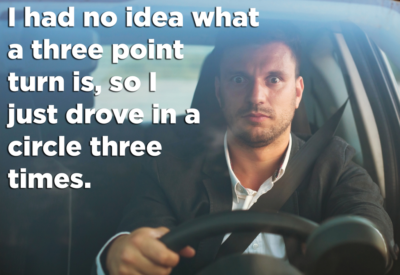 I had no idea what
a three point
turn is, so I
just drove in a
circle three
times.